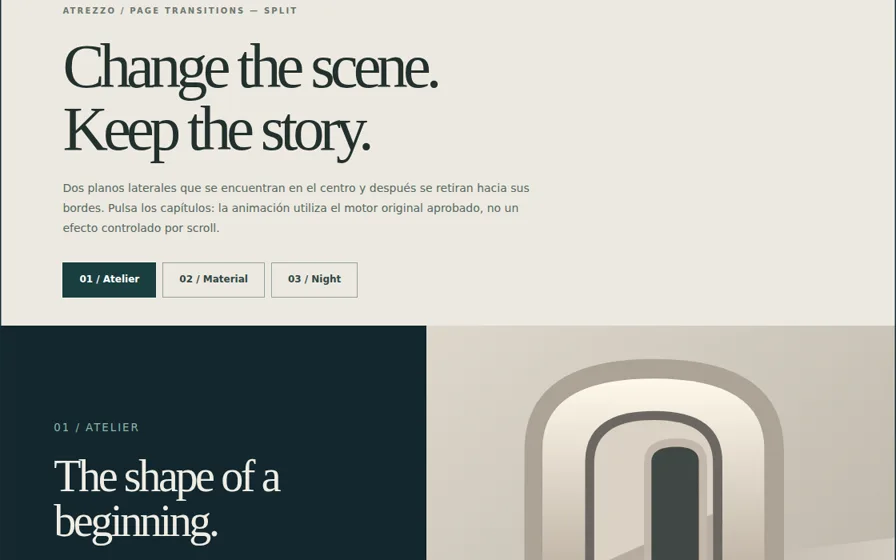 ATREZZO / PAGE TRANSITIONS — SPLIT
Change the scene.
Keep the story.
Dos planos laterales que se encuentran en el centro y después se retiran hacia sus
bordes. Pulsa los capítulos: la animación utiliza el motor original aprobado, no un
efecto controlado por scroll.
01 / Atelier
02 / Material
03 / Night
01 / ATELIER
The shape of a
beginning.